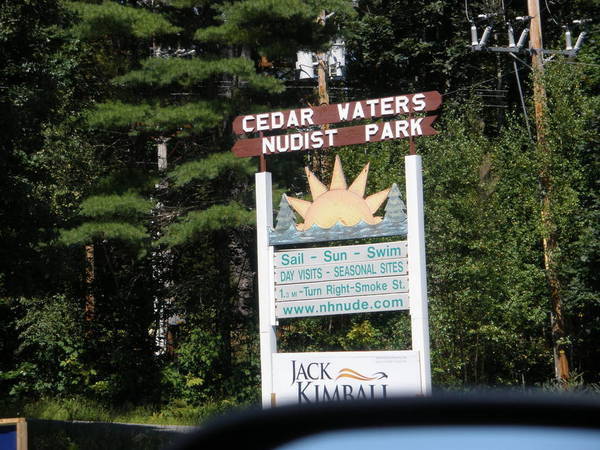 CEDAR WATERS
NUDIST PARK
Sail - Sun - Swim
DAY VISITS - SEASONAL SITES
1.3 MI - Turn Right-Smoke St.
www.nhnude.com
JACK
KIMBALL